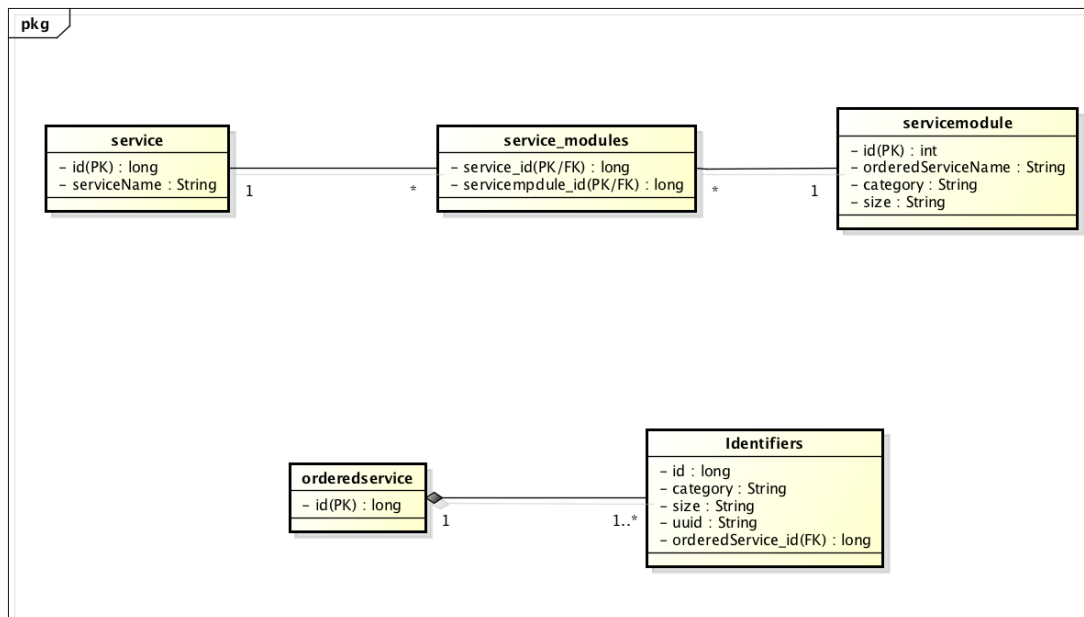 pkg
service
– id(PK) : long
– serviceName : String
1
*
service_modules
– service_id(PK/FK) : long
– servicempdule_id(PK/FK) : long
*
1
servicemodule
– id(PK) : int
– orderedServiceName : String
– category : String
– size : String
orderedservice
– id(PK) : long
1
1..*
Identifiers
– id : long
– category : String
– size : String
– uuid : String
– orderedService_id(FK) : long